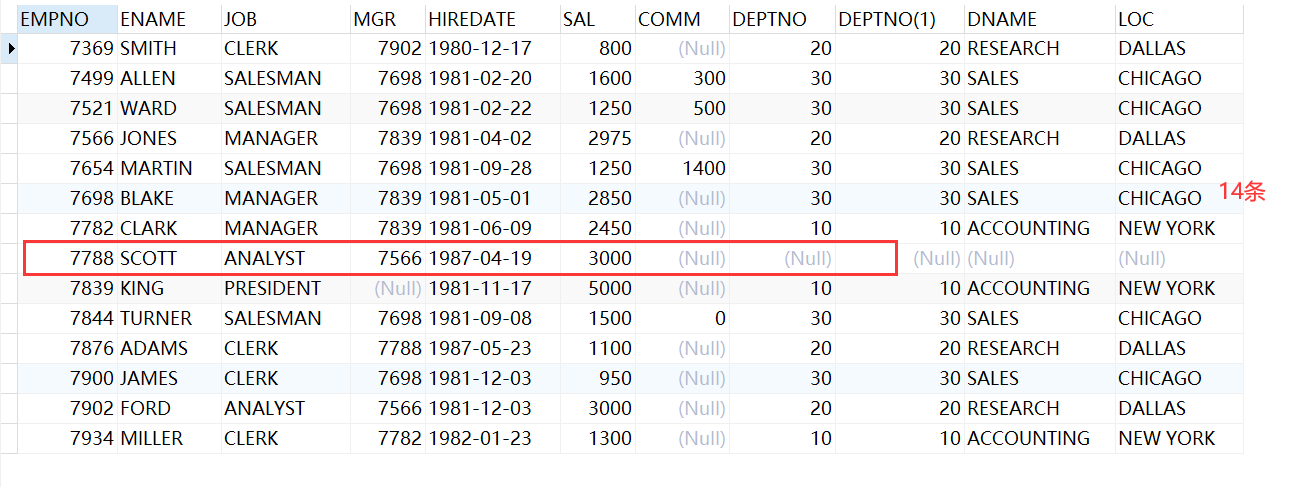 EMPNO ENAME JOB MGR HIREDATE SAL COMM DEPTNO DEPTNO(1) DNAME LOC
7369 SMITH CLERK 7902 1980-12-17 800 (Null) 20 20 RESEARCH DALLAS
7499 ALLEN SALESMAN 7698 1981-02-20 1600 300 30 30 SALES CHICAGO
7521 WARD SALESMAN 7698 1981-02-22 1250 500 30 30 SALES CHICAGO
7566 JONES MANAGER 7839 1981-04-02 2975 (Null) 20 20 RESEARCH DALLAS
7654 MARTIN SALESMAN 7698 1981-09-28 1250 1400 30 30 SALES CHICAGO
7698 BLAKE MANAGER 7839 1981-05-01 2850 (Null) 30 30 SALES CHICAGO 14条
7782 CLARK MANAGER 7839 1981-06-09 2450 (Null) 10 10 ACCOUNTING NEW YORK
7788 SCOTT ANALYST 7566 1987-04-19 3000 (Null) (Null) (Null) (Null) (Null)
7839 KING PRESIDENT (Null) 1981-11-17 5000 (Null) 10 10 ACCOUNTING NEW YORK
7844 TURNER SALESMAN 7698 1981-09-08 1500 0 30 30 SALES CHICAGO
7876 ADAMS CLERK 7788 1987-05-23 1100 (Null) 20 20 RESEARCH DALLAS
7900 JAMES CLERK 7698 1981-12-03 950 (Null) 30 30 SALES CHICAGO
7902 FORD ANALYST 7566 1981-12-03 3000 (Null) 20 20 RESEARCH DALLAS
7934 MILLER CLERK 7782 1982-01-23 1300 (Null) 10 10 ACCOUNTING NEW YORK